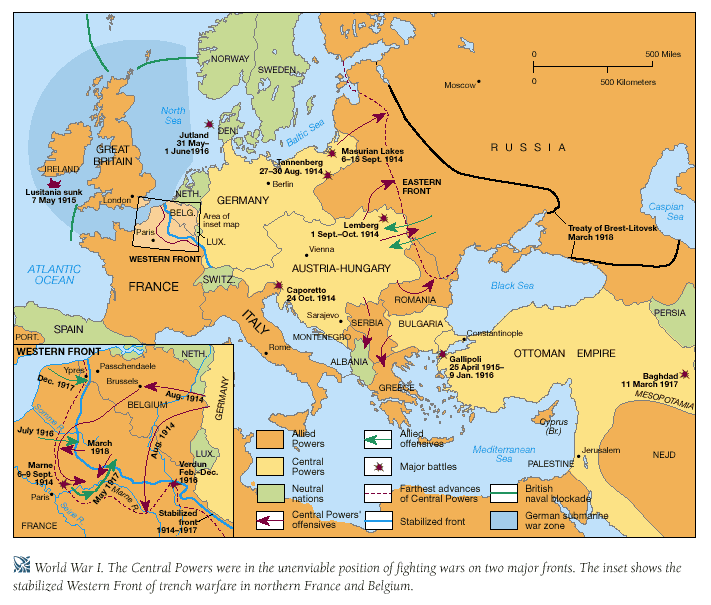 NORWAY
SWEDEN
North
Sea
Baltic Sea
DEN.
Jutland
31 May–
1 June1916
GREAT
BRITAIN
IRELAND
Lusitania sunk
7 May 1915
London
NETH.
BELG.
Area of
inset map
LUX.
Paris
WESTERN FRONT
ATLANTIC
OCEAN
FRANCE
SWITZ.
SPAIN
PORT.
GERMANY
Berlin
Tannenberg
27–30 Aug. 1914
Masurian Lakes
6–15 Sept. 1914
EASTERN
FRONT
Lemberg
1 Sept.–Oct. 1914
Vienna
AUSTRIA-HUNGARY
Caporetto
24 Oct. 1914
ITALY
Rome
Sarajevo
SERBIA
MONTENEGRO
ALBANIA
GREECE
ROMANIA
BULGARIA
Constantinople
Gallipoli
25 April 1915–
9 Jan. 1916
OTTOMAN EMPIRE
Black Sea
Moscow
RUSSIA
0
500 Miles
0
500 Kilometers
Treaty of Brest-Litovsk
March 1918
Caspian
Sea
PERSIA
Baghdad
11 March 1917
MESOPOTAMIA
Cyprus
(Br.)
Mediterranean
Sea
PALESTINE
Jerusalem
NEJD
WESTERN FRONT
NETH.
Ypres
Passchendaele
Dec. 1917
Brussels
Aug. 1914
BELGIUM
GERMANY
Aug. 1914
July 1916
March
1918
LUX.
Marne
6–9 Sept.
1914
Verdun
Feb.–Dec.
1916
Paris
May 1917
Marne R.
FRANCE
Stabilized
front
1914–1917
Allied
Powers
Central
Powers
Neutral
nations
Central Powers'
offensives
Allied
offensives
Major battles
Farthest advances
of Central Powers
Stabilized front
British
naval blockade
German submarine
war zone
World War I. The Central Powers were in the unenviable position of fighting wars on two major fronts. The inset shows the
stabilized Western Front of trench warfare in northern France and Belgium.